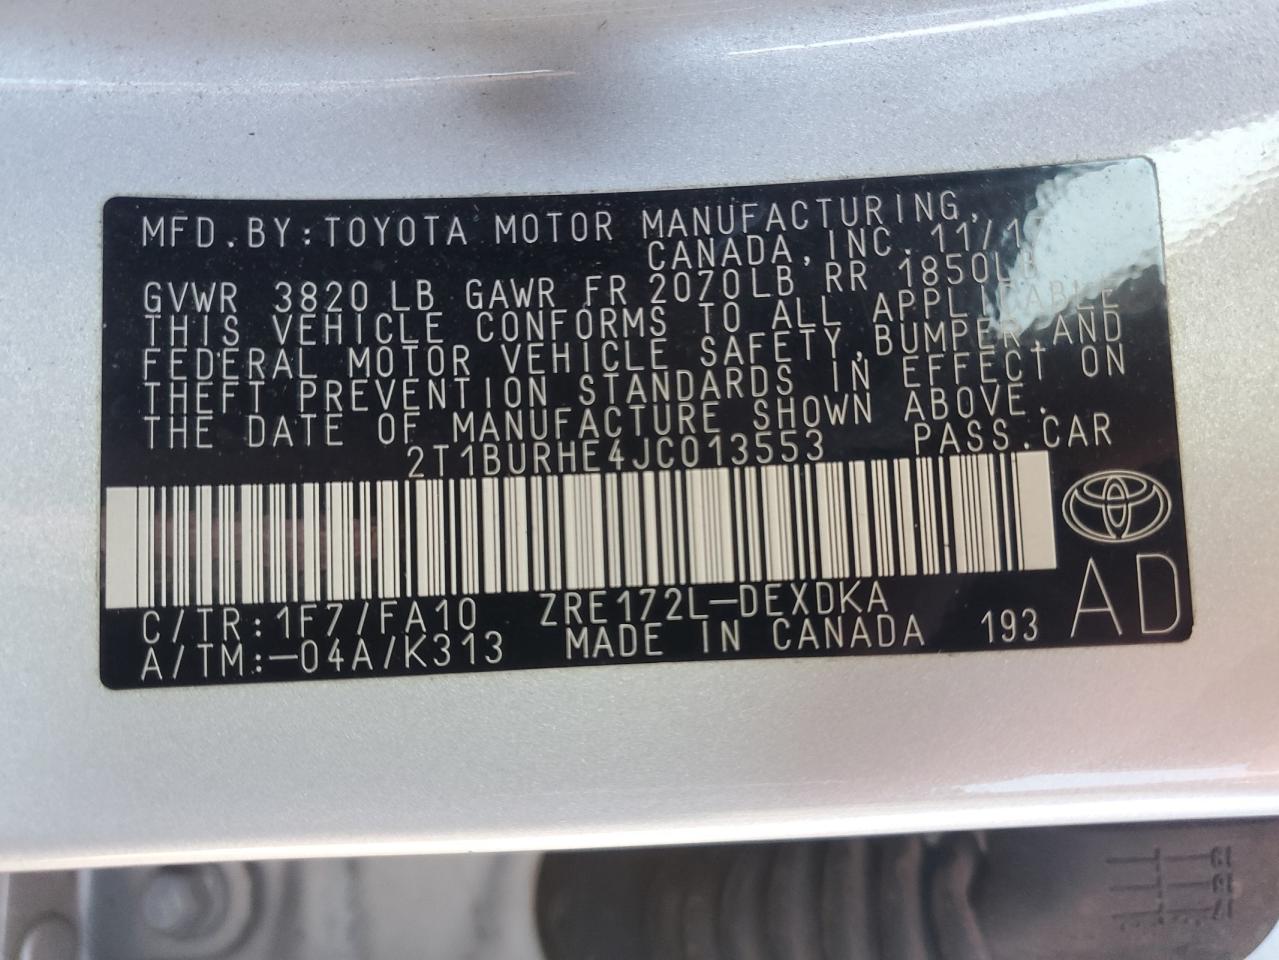 MFD.BY:TOYOTA MOTOR MANUFACTURING,
CANADA, INC.
GVWR 3820 LB GAWR FR 2070LB RR 1850LB
THIS VEHICLE CONFORMS TO ALL APPLICABLE
FEDERAL MOTOR VEHICLE SAFETY,BUMPER,AND
THEFT PREVENTION STANDARDS IN EFFECT ON
THE DATE OF MANUFACTURE SHOWN ABOVE.
2T1BURHE4JC013553 PASS.CAR
C/TR:1F7/FA10 ZRE172L-DEXDKA
A/TM:-04A/K313 MADE IN CANADA 193 AD